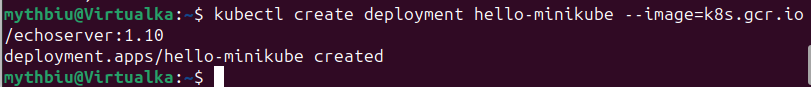 mythbiu@Virtualka:~$ kubectl create deployment hello-minikube --image=k8s.gcr.io
/echoserver:1.10
deployment.apps/hello-minikube created
mythbiu@Virtualka:~$